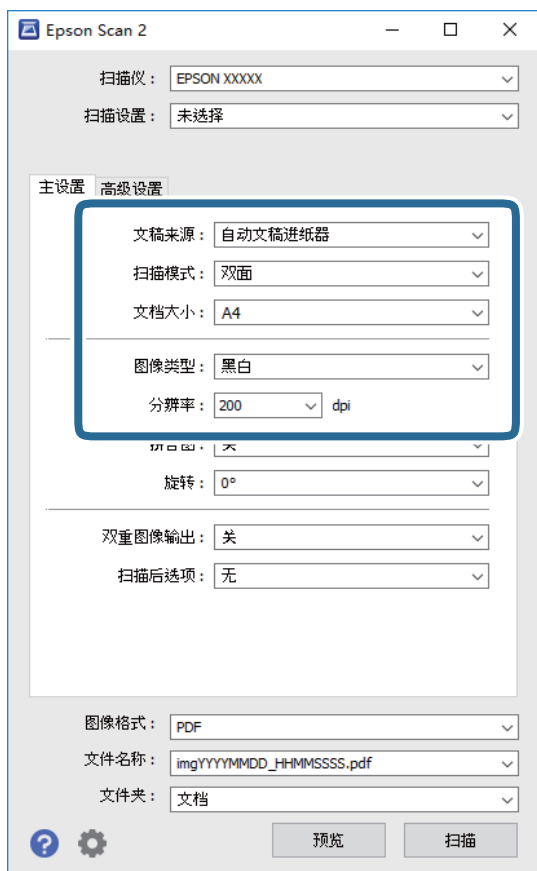 Epson Scan 2
扫描仪： EPSON XXXXX
扫描设置： 未选择
主设置 高级设置
文稿来源： 自动文稿进纸器
扫描模式： 双面
文档大小： A4
图像类型： 黑白
分辨率： 200 dpi
旋转： 0°
双重图像输出： 关
扫描后选项： 无
图像格式： PDF
文件名称： imgYYYYMMDD_HHMMSSSS.pdf
文件夹： 文档
? 预览 扫描